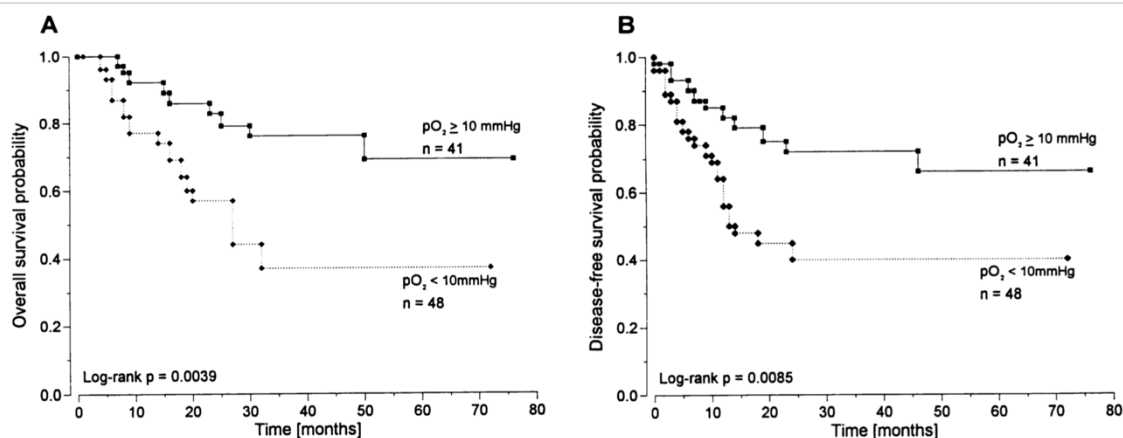 A
Overall survival probability
1.0
0.8
0.6
0.4
0.2
0.0
pO₂ ≥ 10 mmHg
n = 41
pO₂ < 10mmHg
n = 48
Log-rank p = 0.0039
0 10 20 30 40 50 60 70 80
Time [months]
B
Disease-free survival probability
1.0
0.8
0.6
0.4
0.2
0.0
pO₂ ≥ 10 mmHg
n = 41
pO₂ < 10mmHg
n = 48
Log-rank p = 0.0085
0 10 20 30 40 50 60 70 80
Time [months]